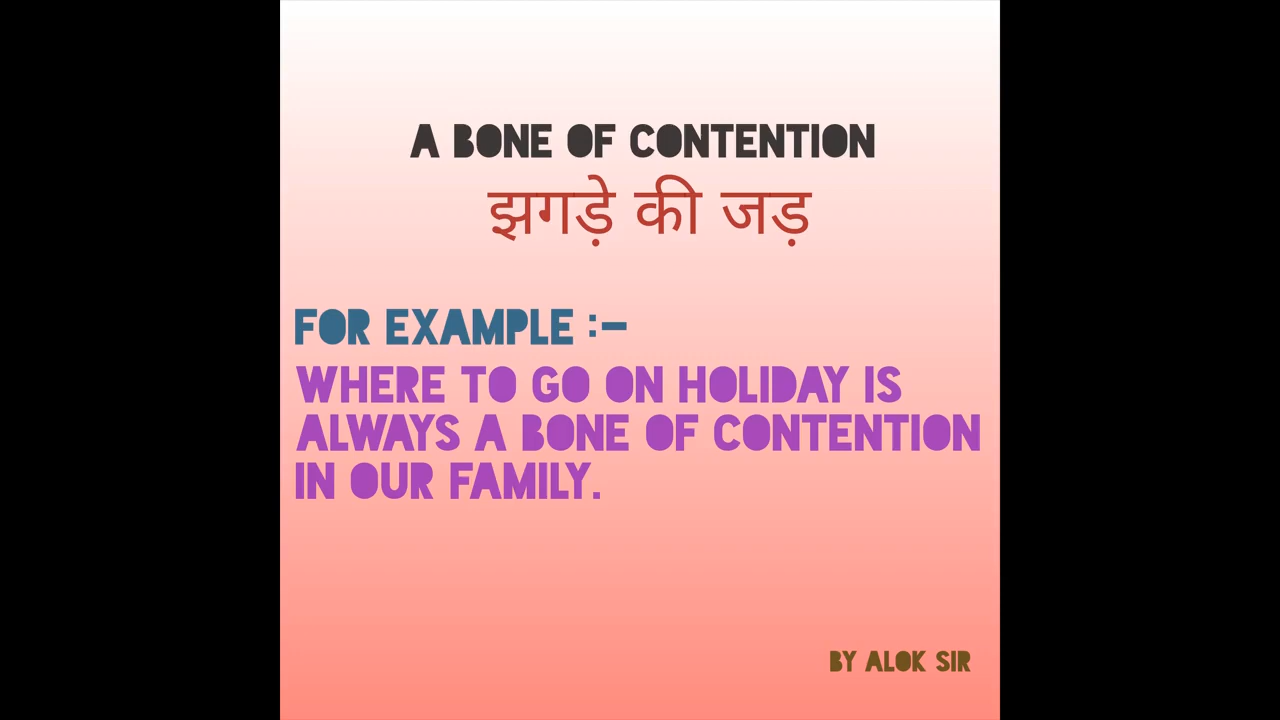 A BONE OF CONTENTION
झगड़े की जड़
FOR EXAMPLE :-
WHERE TO GO ON HOLIDAY IS
ALWAYS A BONE OF CONTENTION
IN OUR FAMILY.
BY ALOK SIR